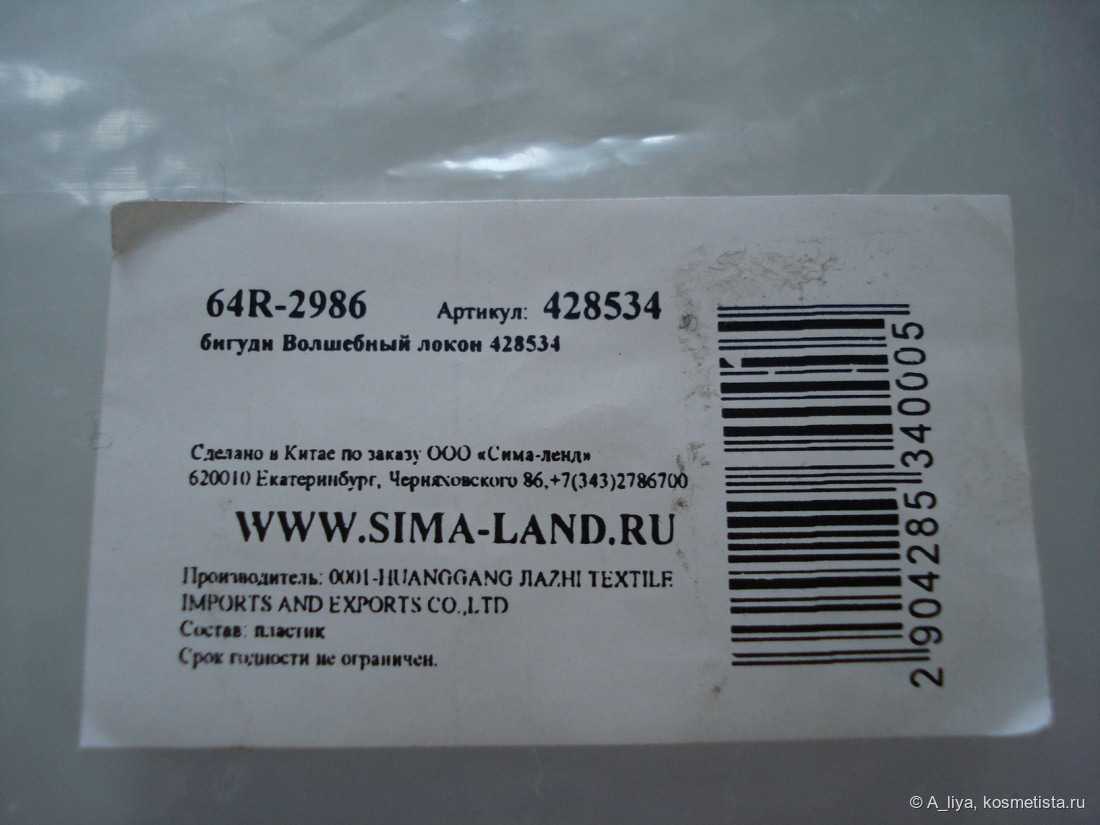 64R-2986 Артикул: 428534
бигуди Волшебный локон 428534
Сделано в Китае по заказу ООО «Сима-ленд»
620010 Екатеринбург, Черняховского 86,+7(343)2786700
WWW.SIMA-LAND.RU
Производитель: 0001-HUANGGANG JIAZHI TEXTILE
IMPORTS AND EXPORTS CO.,LTD
Состав: пластик
Срок годности не ограничен.
2904285340005
© A_liya, kosmetista.ru